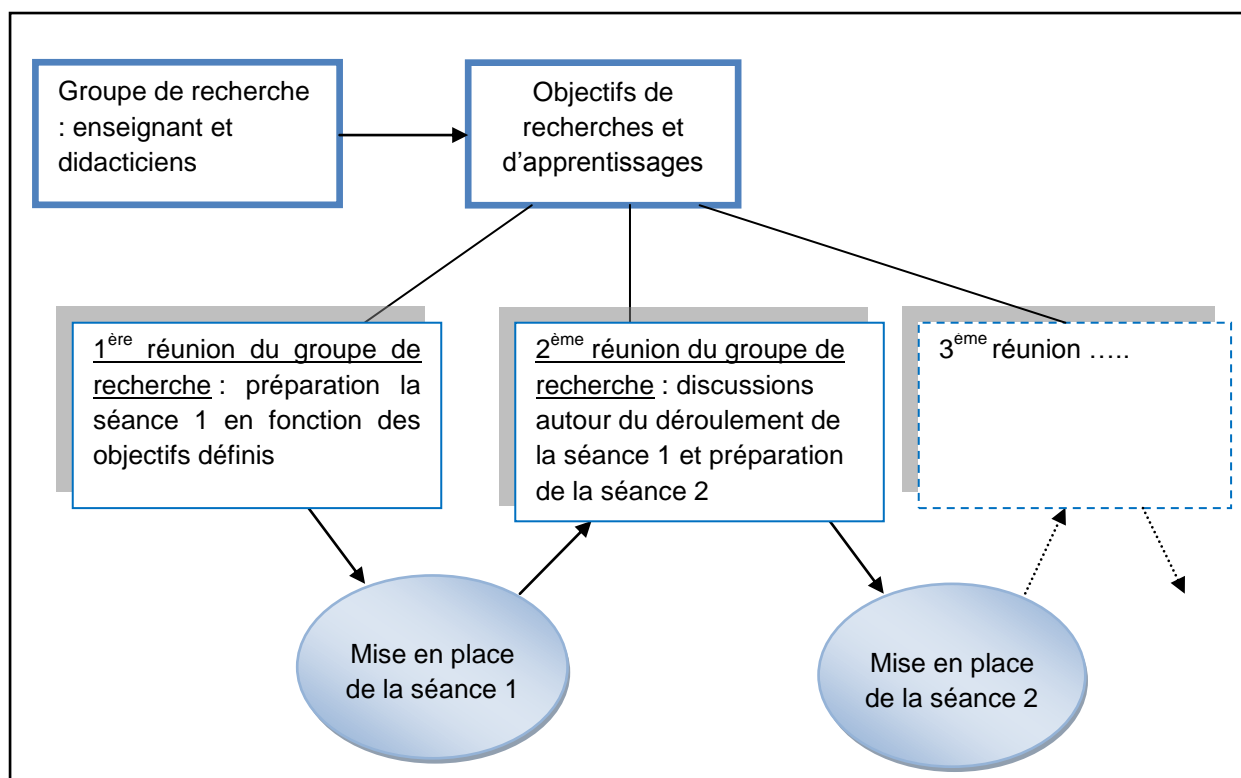 Groupe de recherche
: enseignant et
didacticiens
Objectifs de
recherches et
d’apprentissages
1ère réunion du groupe de
recherche : préparation la
séance 1 en fonction des
objectifs définis
2ème réunion du groupe de
recherche : discussions
autour du déroulement de
la séance 1 et préparation
de la séance 2
3ème réunion …..
Mise en place
de la séance 1
Mise en place
de la séance 2